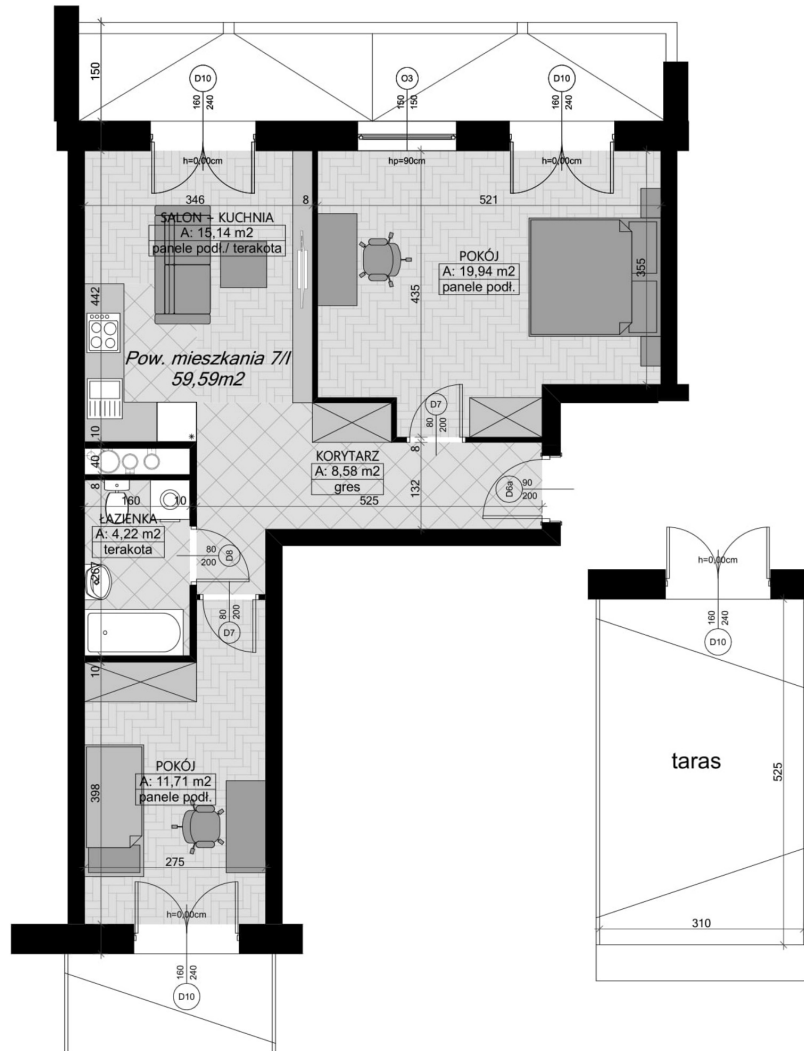 150
D10
160
240
O3
150
150
D10
160
240
h=0,00cm
hp=90cm
h=0,00cm
346
8
521
SALON + KUCHNIA
A: 15,14 m2
panele podł./ terakota
POKÓJ
A: 19,94 m2
panele podł.
355
442
435
Pow. mieszkania 7/I
59,59m2
D7
80
200
10
40
8
KORYTARZ
A: 8,58 m2
gres
132
525
D6a
90
200
8
160
10
ŁAZIENKA
A: 4,22 m2
terakota
267
80
200
D8
80
200
D7
10
POKÓJ
A: 11,71 m2
panele podł.
398
275
h=0,00cm
160
240
D10
h=0,00cm
160
240
D10
taras
525
310